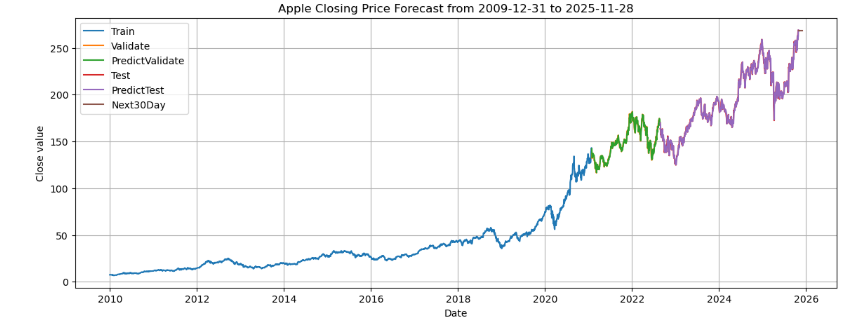 Apple Closing Price Forecast from 2009-12-31 to 2025-11-28
Train
Validate
PredictValidate
Test
PredictTest
Next30Day
Close value
250
200
150
100
50
0
2010 2012 2014 2016 2018 2020 2022 2024 2026
Date